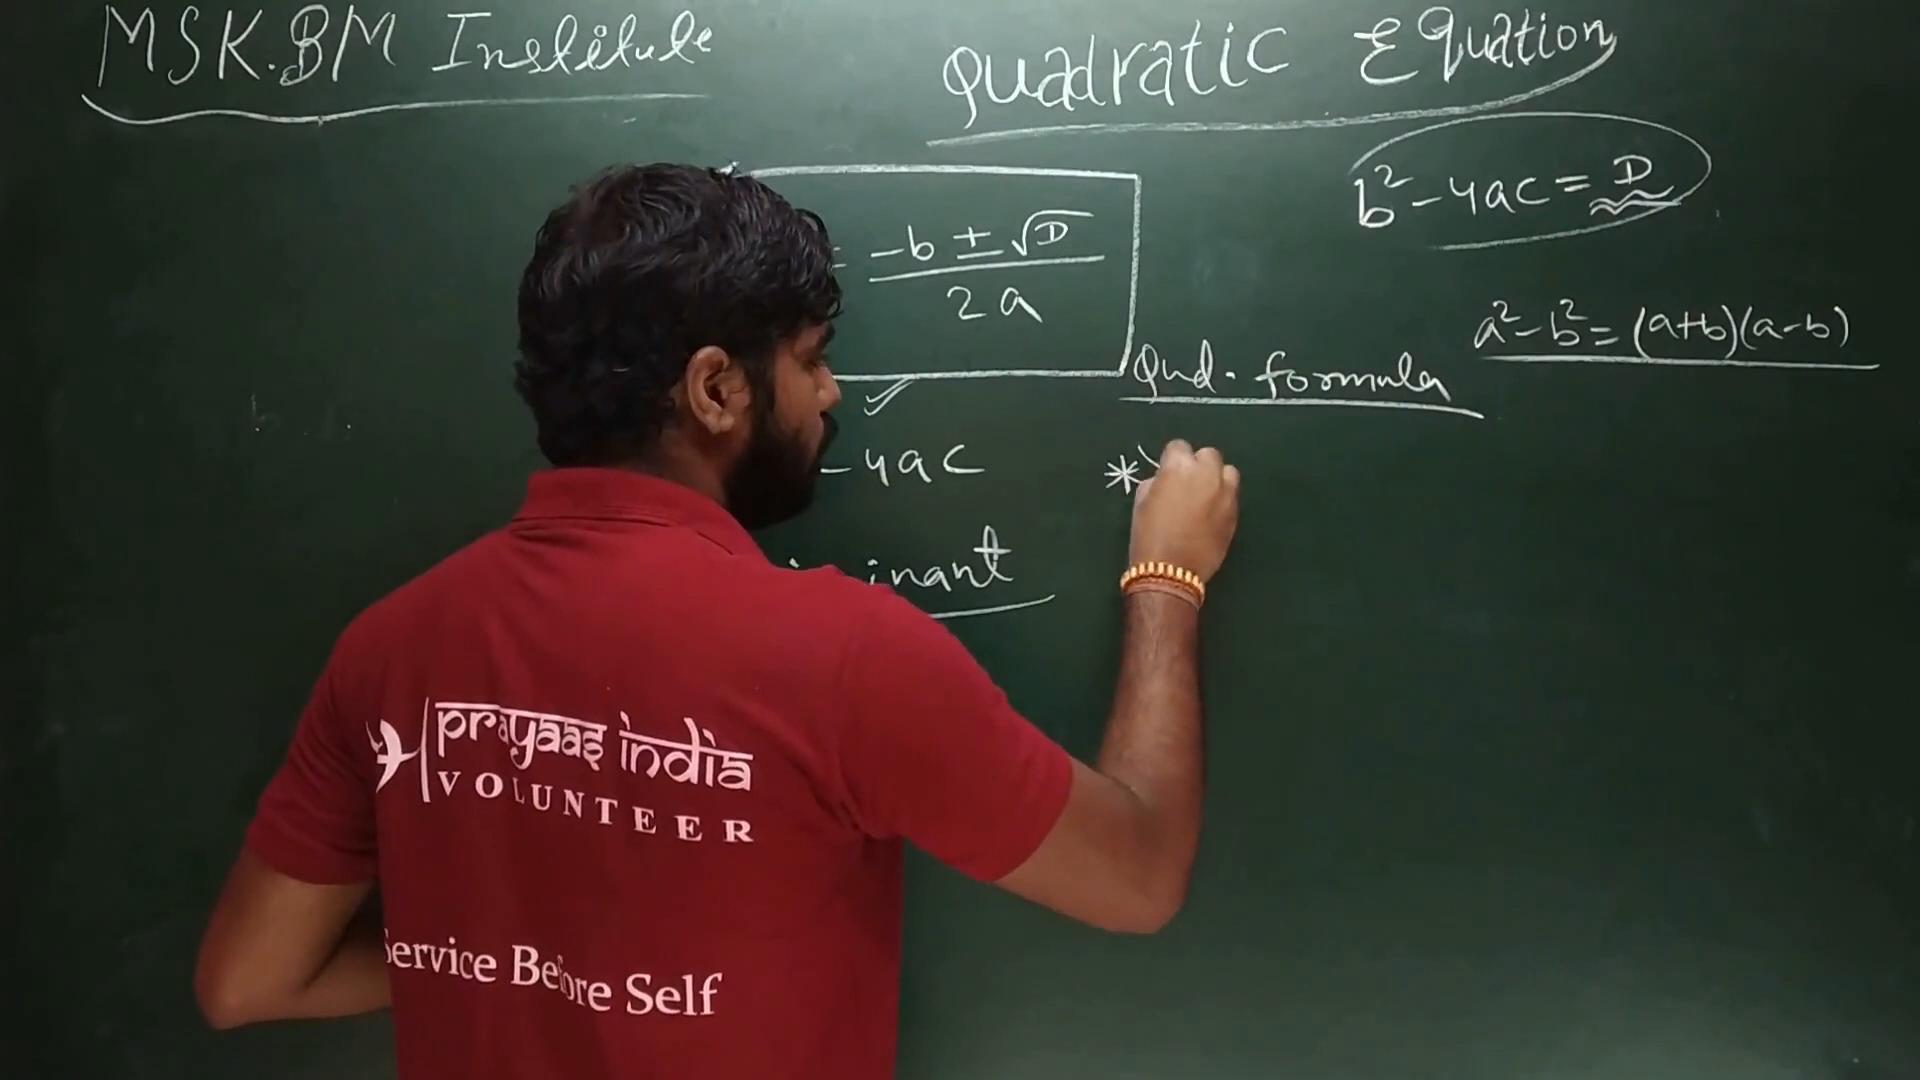 MSK.BM Institute
Quadratic Equation
b²-4ac = D
= -b ± √D
2a
a²-b² = (a+b)(a-b)
Qud. formula
- 4ac
*
inant
prayaas india
VOLUNTEER
Service Before Self